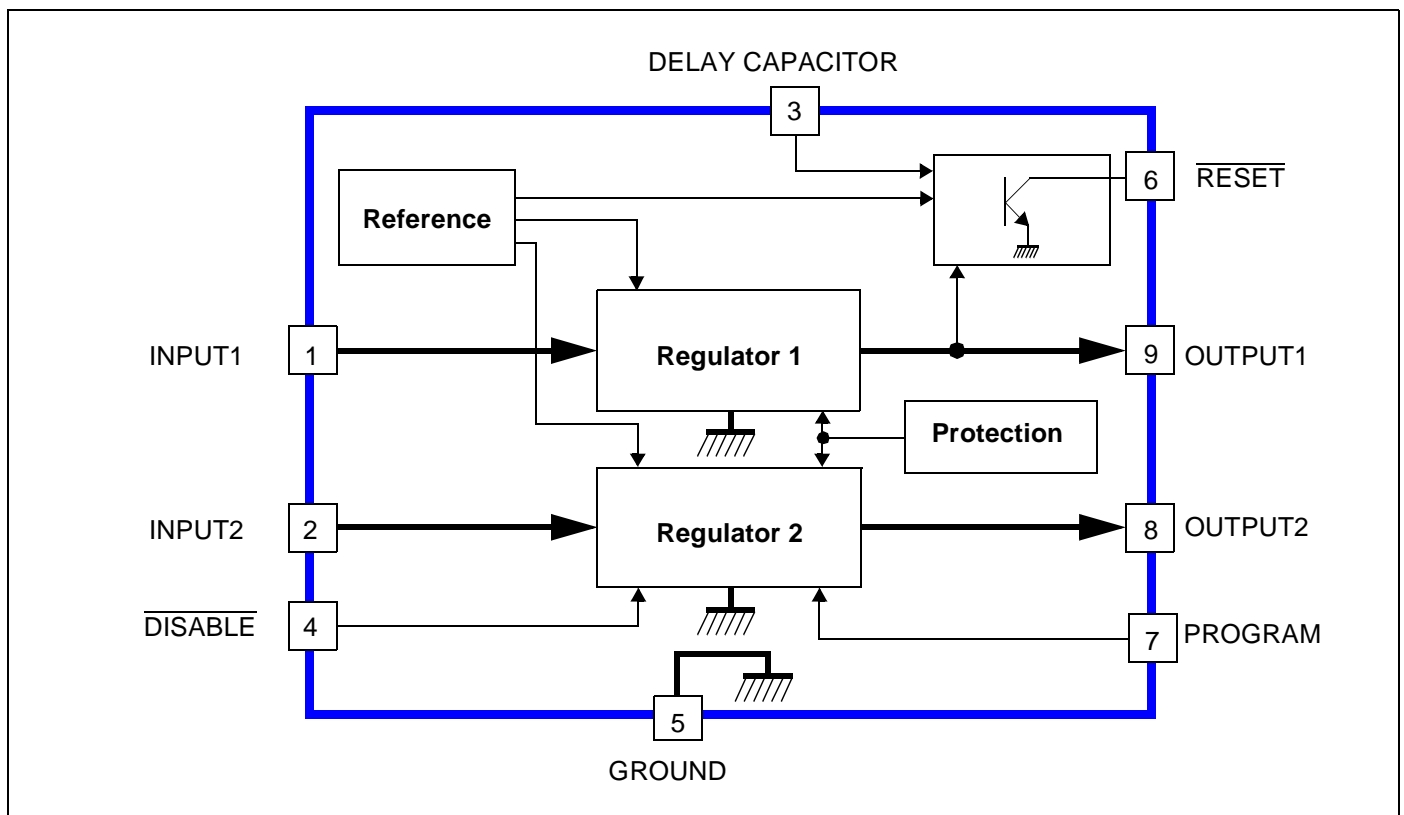 DELAY CAPACITOR
3
6
RESET
Reference
INPUT1
1
Regulator 1
9
OUTPUT1
Protection
INPUT2
2
Regulator 2
8
OUTPUT2
DISABLE
4
7
PROGRAM
5
GROUND